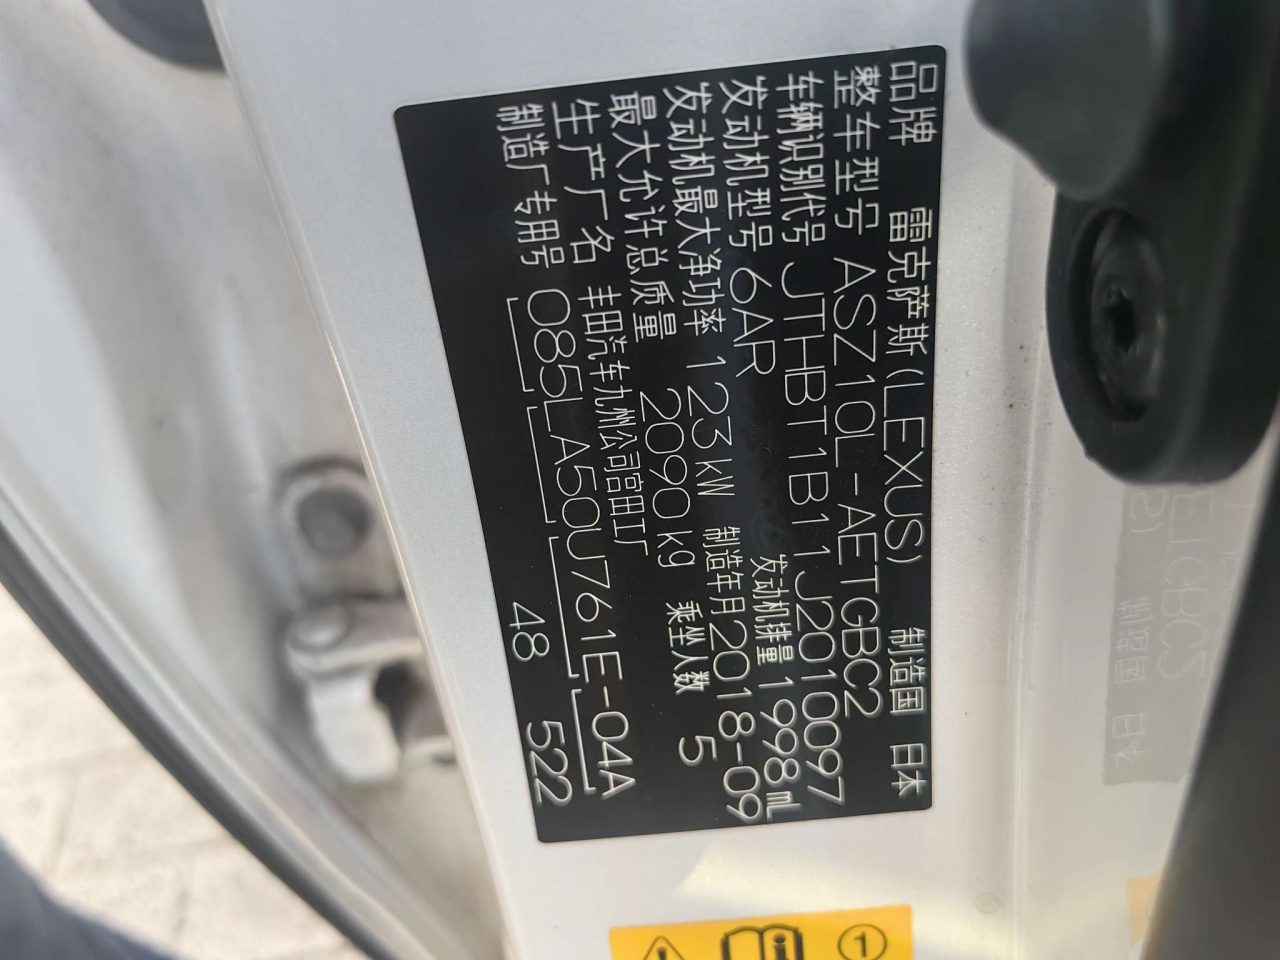 品牌 雷克萨斯(LEXUS) 制造国 日本
整车型号 ASZ10L-AETGBC2
车辆识别代号 JTHBT1B11J2010097
发动机型号 6AR 发动机排量 1998mL
发动机最大净功率 123kW 制造年月 2018-09
最大允许总质量 2090kg 乘坐人数 5
生产厂名 丰田汽车九州公司宫田工厂
制造厂专用号 085LA50U761E-04A
48 522
1